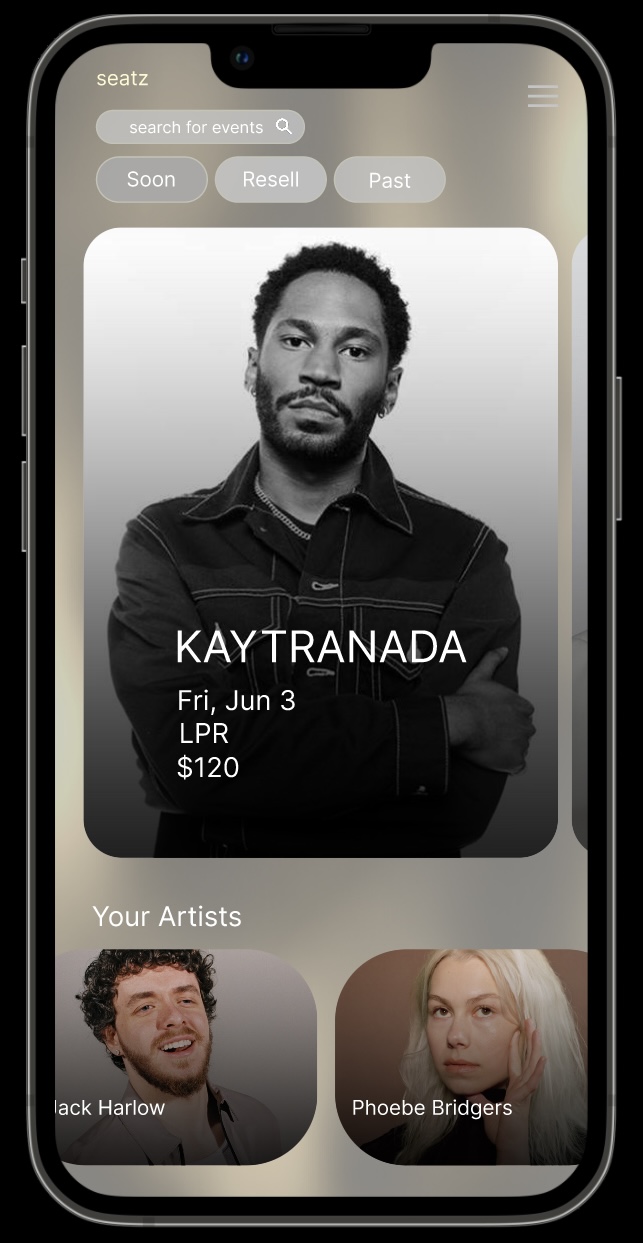 seatz
search for events
Soon
Resell
Past
KAYTRANADA
Fri, Jun 3
LPR
$120
Your Artists
Jack Harlow
Phoebe Bridgers